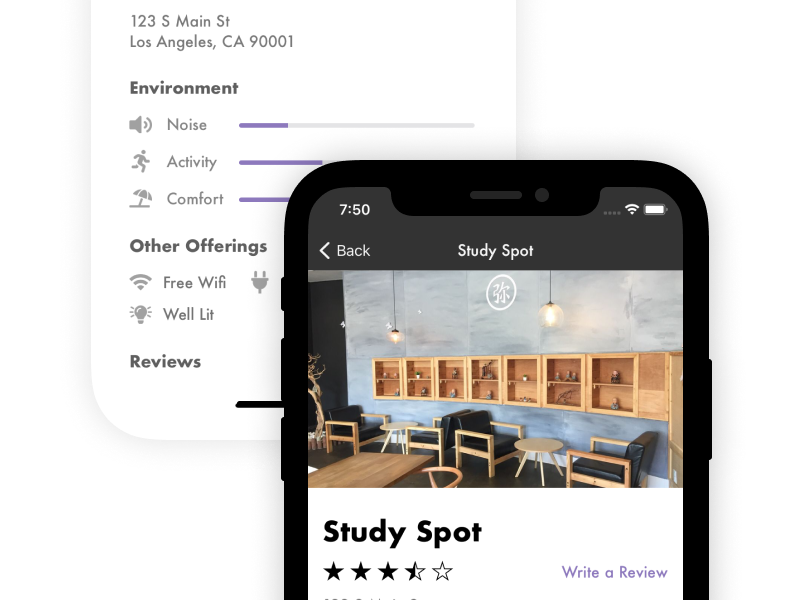 123 S Main St
Los Angeles, CA 90001
Environment
Noise
Activity
Comfort
Other Offerings
Free Wifi
Well Lit
Reviews
7:50
Back
Study Spot
弥
Study Spot
Write a Review